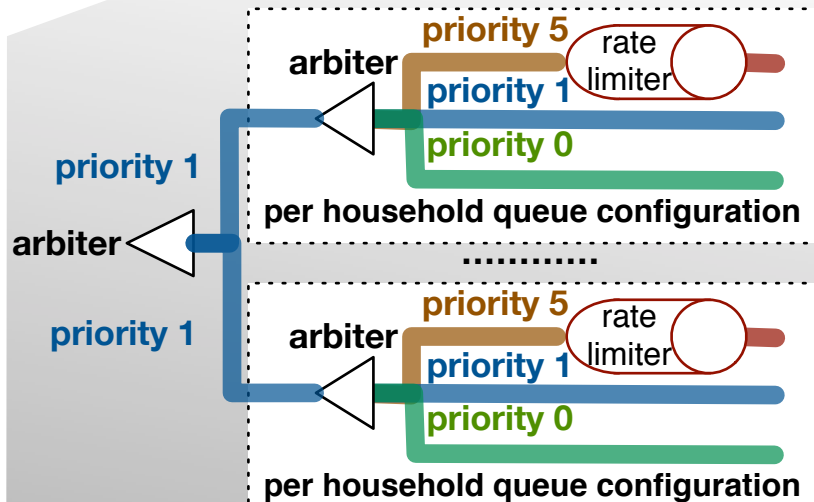 priority 5
rate
limiter
arbiter
priority 1
priority 0
per household queue configuration
priority 1
arbiter
............
priority 1
priority 5
rate
limiter
arbiter
priority 1
priority 0
per household queue configuration